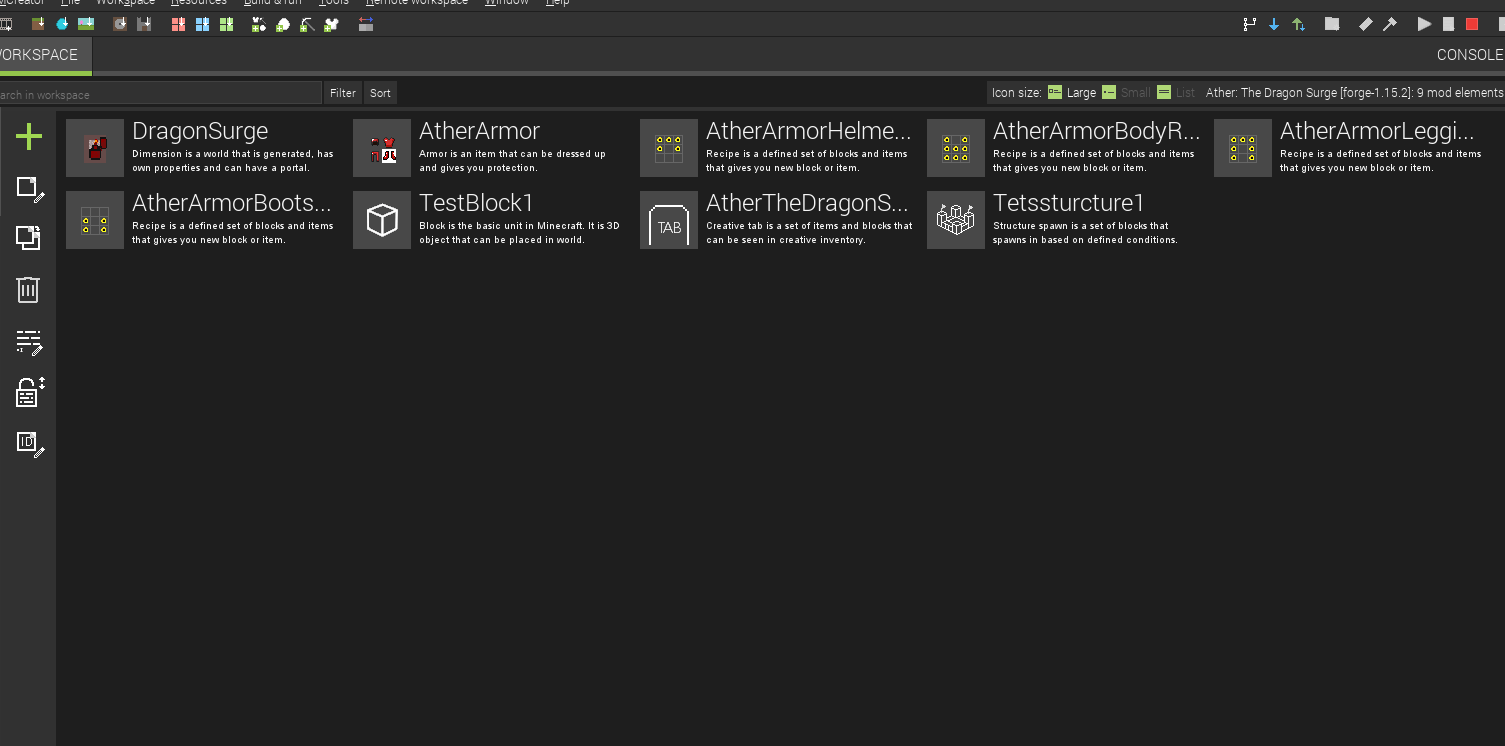 MCreator File Workspace Resources Build & run Tools Remote workspace Window Help
WORKSPACE
CONSOLE
arch in workspace
Filter
Sort
Icon size: Large Small List Ather: The Dragon Surge [forge-1.15.2]: 9 mod elements
DragonSurge
Dimension is a world that is generated, has
own properties and can have a portal.
AtherArmor
Armor is an item that can be dressed up
and gives you protection.
AtherArmorHelme...
Recipe is a defined set of blocks and items
that gives you new block or item.
AtherArmorBodyR...
Recipe is a defined set of blocks and items
that gives you new block or item.
AtherArmorLeggi...
Recipe is a defined set of blocks and items
that gives you new block or item.
AtherArmorBoots...
Recipe is a defined set of blocks and items
that gives you new block or item.
TestBlock1
Block is the basic unit in Minecraft. It is 3D
object that can be placed in world.
TAB
AtherTheDragonS...
Creative tab is a set of items and blocks that
can be seen in creative inventory.
Tetssturcture1
Structure spawn is a set of blocks that
spawns in based on defined conditions.
ID